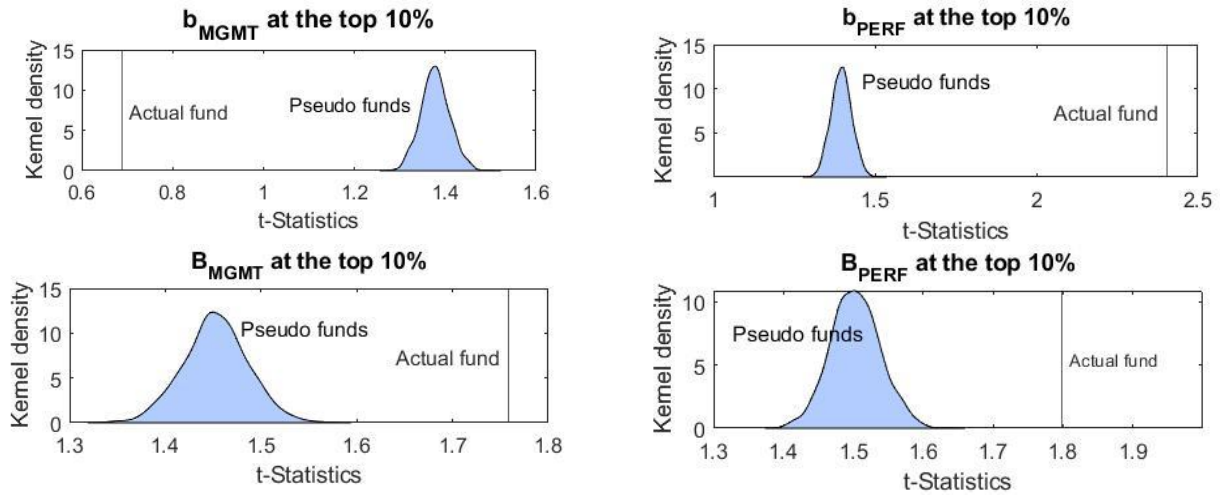 b_MGMT at the top 10%
Kernel density
15
10
5
0
Actual fund
Pseudo funds
0.6 0.8 1 1.2 1.4 1.6
t-Statistics
b_PERF at the top 10%
Kernel density
15
10
5
Pseudo funds
Actual fund
1 1.5 2 2.5
t-Statistics
B_MGMT at the top 10%
Kernel density
15
10
5
0
Pseudo funds
Actual fund
1.3 1.4 1.5 1.6 1.7 1.8
t-Statistics
B_PERF at the top 10%
Kernel density
10
5
0
Pseudo funds
Actual fund
1.3 1.4 1.5 1.6 1.7 1.8 1.9
t-Statistics